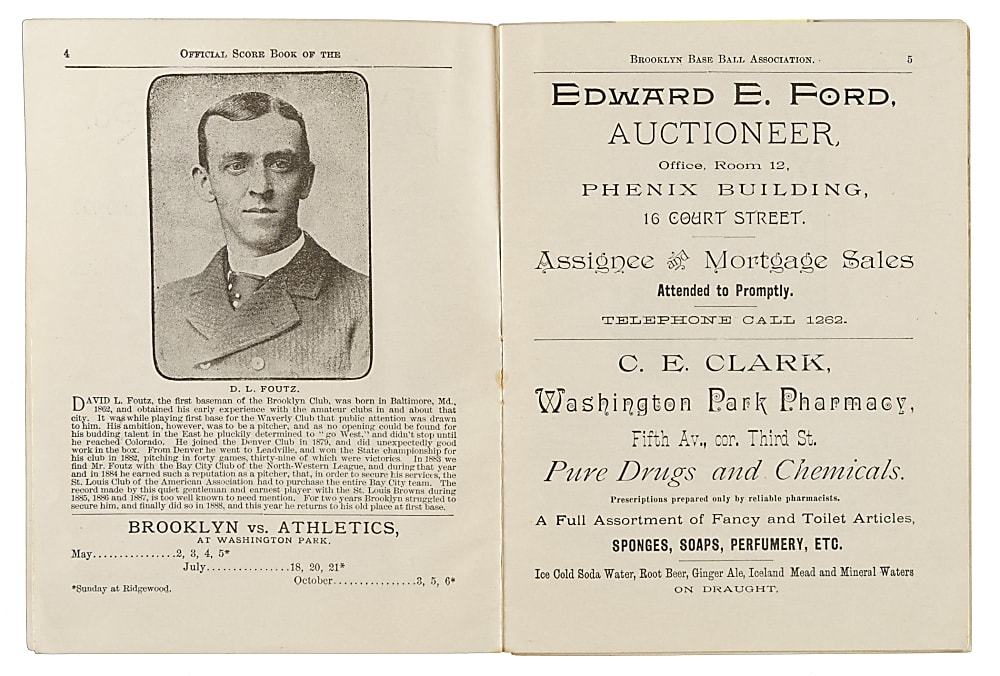 4
OFFICIAL SCORE BOOK OF THE
D. L. FOUTZ.
DAVID L. Foutz, the first baseman of the Brooklyn Club, was born in Baltimore, Md.,
1862, and obtained his early experience with the amateur clubs in and about that
city. It was while playing first base for the Waverly Club that public attention was drawn
to him. His ambition, however, was to be a pitcher, and as no opening could be found for
his budding talent in the East he pluckily determined to "go West," and didn't stop until
he reached Colorado. He joined the Denver Club in 1879, and did unexpectedly good
work in the box. From Denver he went to Leadville, and won the State championship for
his club in 1882, pitching in forty games, thirty-nine of which were victories. In 1883 we
find Mr. Foutz with the Bay City Club of the North-Western League, and during that year
and in 1884 he earned such a reputation as a pitcher, that, in order to secure his services, the
St. Louis Club of the American Association had to purchase the entire Bay City team. The
record made by this quiet gentleman and earnest player with the St. Louis Browns during
1885, 1886 and 1887, is too well known to need mention. For two years Brooklyn struggled to
secure him, and finally did so in 1888, and this year he returns to his old place at first base.
BROOKLYN vs. ATHLETICS,
AT WASHINGTON PARK.
May................2, 3, 4, 5*
July................18, 20, 21*
October................3, 5, 6*
*Sunday at Ridgewood.
BROOKLYN BASE BALL ASSOCIATION.
5
EDWARD E. FORD,
AUCTIONEER,
Office, Room 12,
PHENIX BUILDING,
16 COURT STREET.
Assignee and Mortgage Sales
Attended to Promptly.
TELEPHONE CALL 1262.
C. E. CLARK,
Washington Park Pharmacy,
Fifth Av., cor. Third St.
Pure Drugs and Chemicals.
Prescriptions prepared only by reliable pharmacists.
A Full Assortment of Fancy and Toilet Articles,
SPONGES, SOAPS, PERFUMERY, ETC.
Ice Cold Soda Water, Root Beer, Ginger Ale, Iceland Mead and Mineral Waters
ON DRAUGHT.